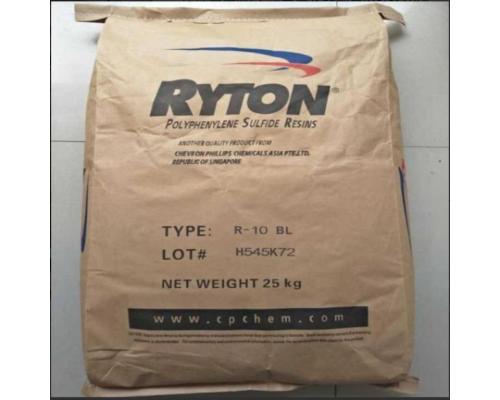 RYTON®
POLYPHENYLENE SULFIDE RESINS
ANOTHER QUALITY PRODUCT FROM
CHEVRON PHILLIPS CHEMICALS ASIA PTE.LTD.
REPUBLIC OF SINGAPORE
TYPE: R-10 BL
LOT# H545K72
NET WEIGHT 25 kg
www.cpchem.com